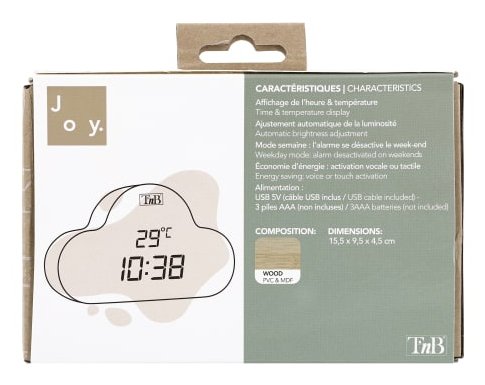 J
o y.
TnB
29°C
10:38
CARACTÉRISTIQUES | CHARACTERISTICS
Affichage de l'heure & température
Time & temperature display
Ajustement automatique de la luminosité
Automatic brightness adjustment
Mode semaine : l'alarme se désactive le week-end
Weekday mode: alarm desactivated on weekends
Économie d'énergie : activation vocale ou tactile
Energy saving: voice or touch activation
Alimentation :
USB 5V (câble USB inclus / USB cable included) -
3 piles AAA (non incluses) / 3AAA batteries (not included)
COMPOSITION: DIMENSIONS:
15,5 x 9,5 x 4,5 cm
WOOD
PVC & MDF
TnB